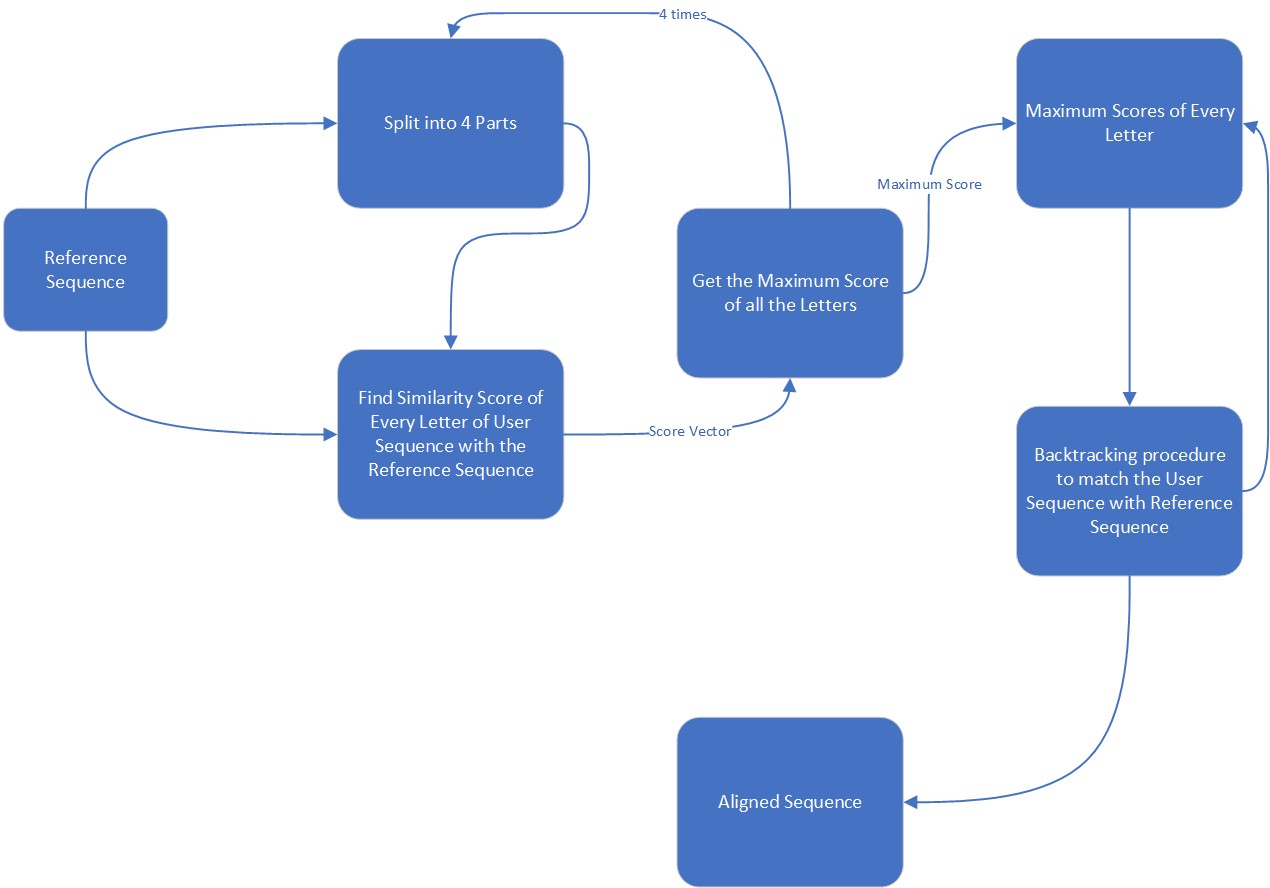 4 times
Split into 4 Parts
Maximum Scores of Every
Letter
Maximum Score
Reference
Sequence
Get the Maximum Score
of all the Letters
Find Similarity Score of
Every Letter of User
Sequence with the
Reference Sequence
Score Vector
Backtracking procedure
to match the User
Sequence with Reference
Sequence
Aligned Sequence